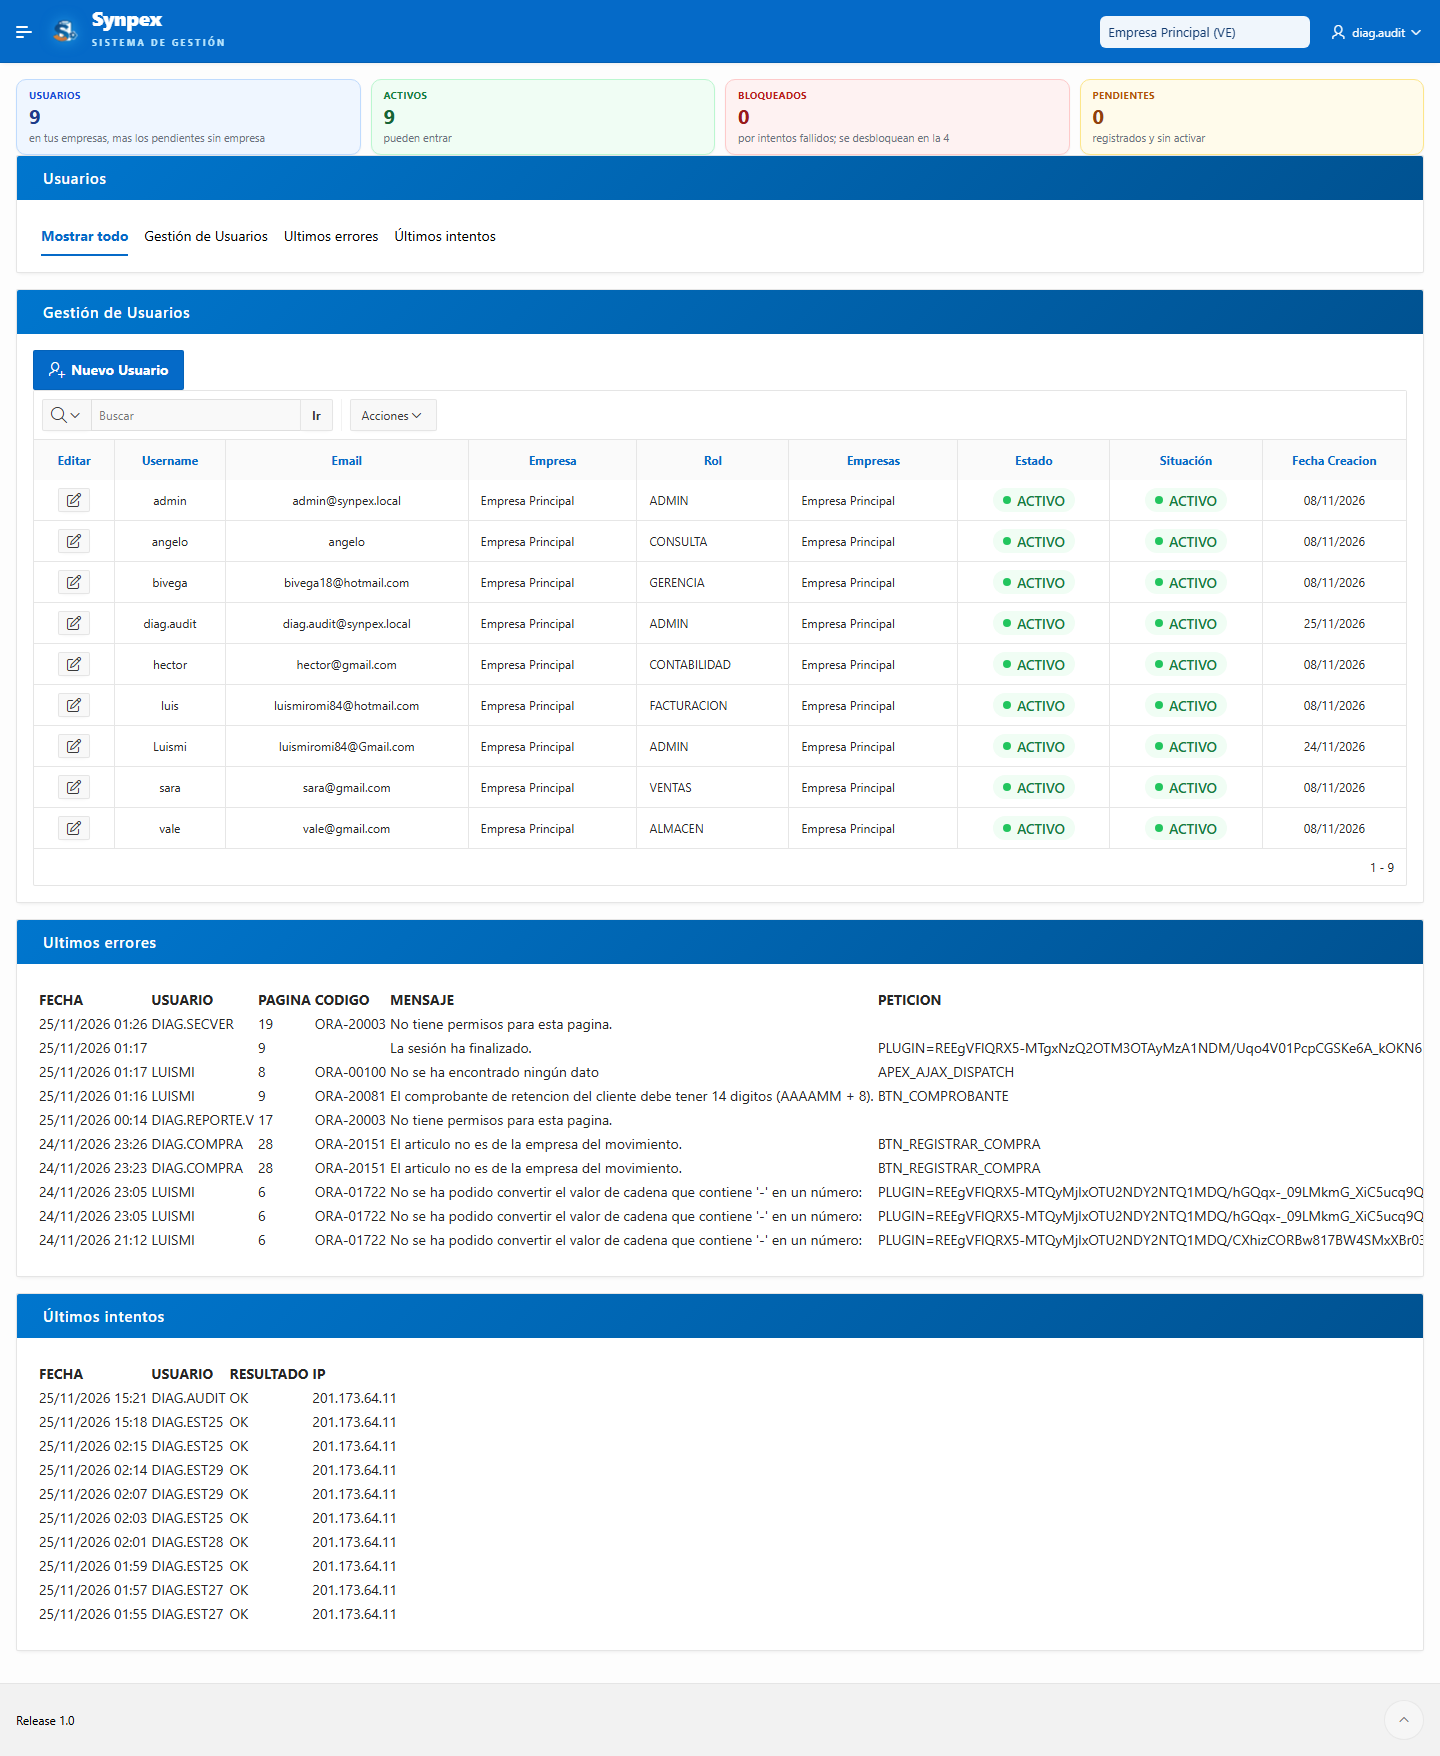 Synpex
SISTEMA DE GESTIÓN
Empresa Principal (VE)
diag.audit
USUARIOS
9
en tus empresas, mas los pendientes sin empresa
ACTIVOS
9
pueden entrar
BLOQUEADOS
0
por intentos fallidos; se desbloquean en la 4
PENDIENTES
0
registrados y sin activar
Usuarios
Mostrar todo Gestión de Usuarios Ultimos errores Últimos intentos
Gestión de Usuarios
Nuevo Usuario
Buscar Ir Acciones
Editar Username Email Empresa Rol Empresas Estado Situación Fecha Creacion
admin admin@synpex.local Empresa Principal ADMIN Empresa Principal ACTIVO ACTIVO 08/11/2026
angelo angelo Empresa Principal CONSULTA Empresa Principal ACTIVO ACTIVO 08/11/2026
bivega bivega18@hotmail.com Empresa Principal GERENCIA Empresa Principal ACTIVO ACTIVO 08/11/2026
diag.audit diag.audit@synpex.local Empresa Principal ADMIN Empresa Principal ACTIVO ACTIVO 25/11/2026
hector hector@gmail.com Empresa Principal CONTABILIDAD Empresa Principal ACTIVO ACTIVO 08/11/2026
luis luismiromi84@hotmail.com Empresa Principal FACTURACION Empresa Principal ACTIVO ACTIVO 08/11/2026
Luismi luismiromi84@Gmail.com Empresa Principal ADMIN Empresa Principal ACTIVO ACTIVO 24/11/2026
sara sara@gmail.com Empresa Principal VENTAS Empresa Principal ACTIVO ACTIVO 08/11/2026
vale vale@gmail.com Empresa Principal ALMACEN Empresa Principal ACTIVO ACTIVO 08/11/2026
1 - 9
Ultimos errores
FECHA USUARIO PAGINA CODIGO MENSAJE PETICION
25/11/2026 01:26 DIAG.SECVER 19 ORA-20003 No tiene permisos para esta pagina.
25/11/2026 01:17 9 La sesión ha finalizado. PLUGIN=REEgVFlQRX5-MTgxNzQ2OTM3OTAyMzA1NDM/Uqo4V01PcpCGSKe6A_kOKN6
25/11/2026 01:17 LUISMI 8 ORA-00100 No se ha encontrado ningún dato APEX_AJAX_DISPATCH
25/11/2026 01:16 LUISMI 9 ORA-20081 El comprobante de retencion del cliente debe tener 14 digitos (AAAAMM + 8). BTN_COMPROBANTE
25/11/2026 00:14 DIAG.REPORTE.V 17 ORA-20003 No tiene permisos para esta pagina.
24/11/2026 23:26 DIAG.COMPRA 28 ORA-20151 El articulo no es de la empresa del movimiento. BTN_REGISTRAR_COMPRA
24/11/2026 23:23 DIAG.COMPRA 28 ORA-20151 El articulo no es de la empresa del movimiento. BTN_REGISTRAR_COMPRA
24/11/2026 23:05 LUISMI 6 ORA-01722 No se ha podido convertir el valor de cadena que contiene '-' en un número: PLUGIN=REEgVFlQRX5-MTQyMjIxOTU2NDY2NTQ1MDQ/hGQqx-_09LMkmG_XiC5ucq9Q
24/11/2026 23:05 LUISMI 6 ORA-01722 No se ha podido convertir el valor de cadena que contiene '-' en un número: PLUGIN=REEgVFlQRX5-MTQyMjIxOTU2NDY2NTQ1MDQ/hGQqx-_09LMkmG_XiC5ucq9Q
24/11/2026 21:12 LUISMI 6 ORA-01722 No se ha podido convertir el valor de cadena que contiene '-' en un número: PLUGIN=REEgVFlQRX5-MTQyMjIxOTU2NDY2NTQ1MDQ/CXhizCORBw817BW4SMxXBr03
Últimos intentos
FECHA USUARIO RESULTADO IP
25/11/2026 15:21 DIAG.AUDIT OK 201.173.64.11
25/11/2026 15:18 DIAG.EST25 OK 201.173.64.11
25/11/2026 02:15 DIAG.EST25 OK 201.173.64.11
25/11/2026 02:14 DIAG.EST29 OK 201.173.64.11
25/11/2026 02:07 DIAG.EST29 OK 201.173.64.11
25/11/2026 02:03 DIAG.EST25 OK 201.173.64.11
25/11/2026 02:01 DIAG.EST28 OK 201.173.64.11
25/11/2026 01:59 DIAG.EST25 OK 201.173.64.11
25/11/2026 01:57 DIAG.EST27 OK 201.173.64.11
25/11/2026 01:55 DIAG.EST27 OK 201.173.64.11
Release 1.0